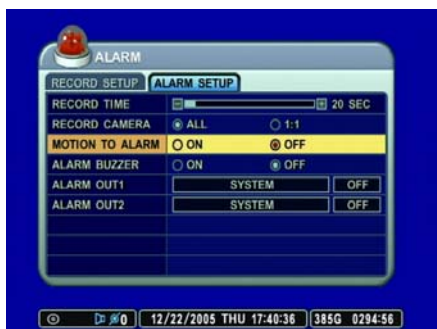 ALARM
RECORD SETUP ALARM SETUP
RECORD TIME 20 SEC
RECORD CAMERA ALL 1:1
MOTION TO ALARM ON OFF
ALARM BUZZER ON OFF
ALARM OUT1 SYSTEM OFF
ALARM OUT2 SYSTEM OFF
0 12/22/2005 THU 17:40:36 385G 0294:56